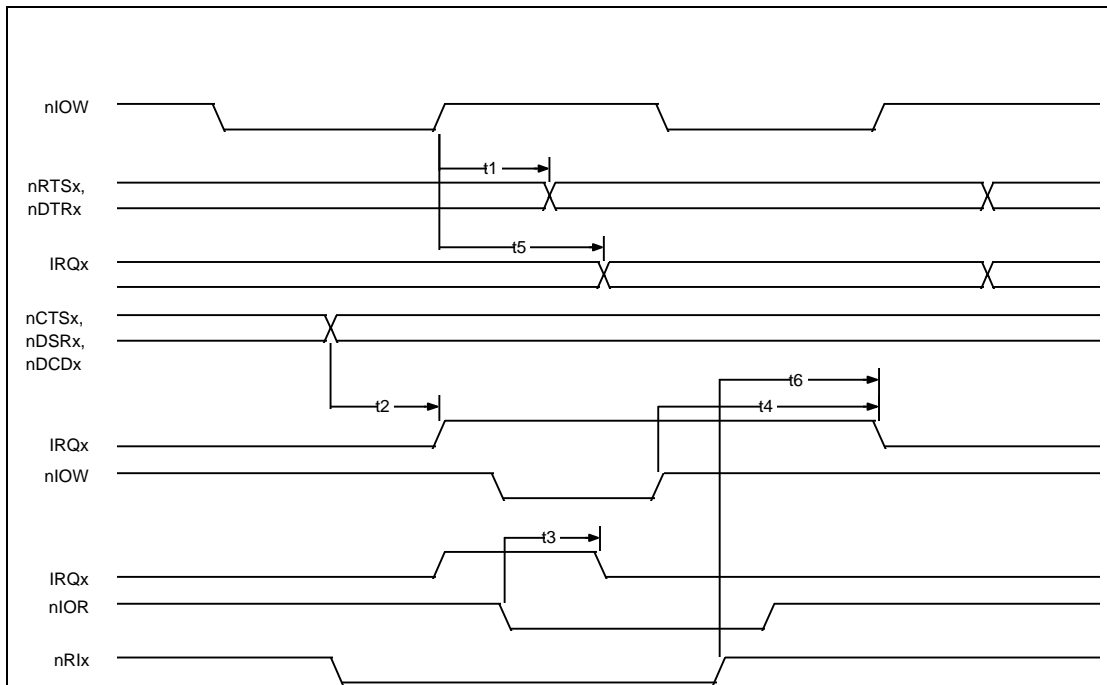 nIOW
t1
nRTSx,
nDTRx
t5
IRQx
nCTSx,
nDSRx,
nDCDx
t6
t2
t4
IRQx
nIOW
t3
IRQx
nIOR
nRIx